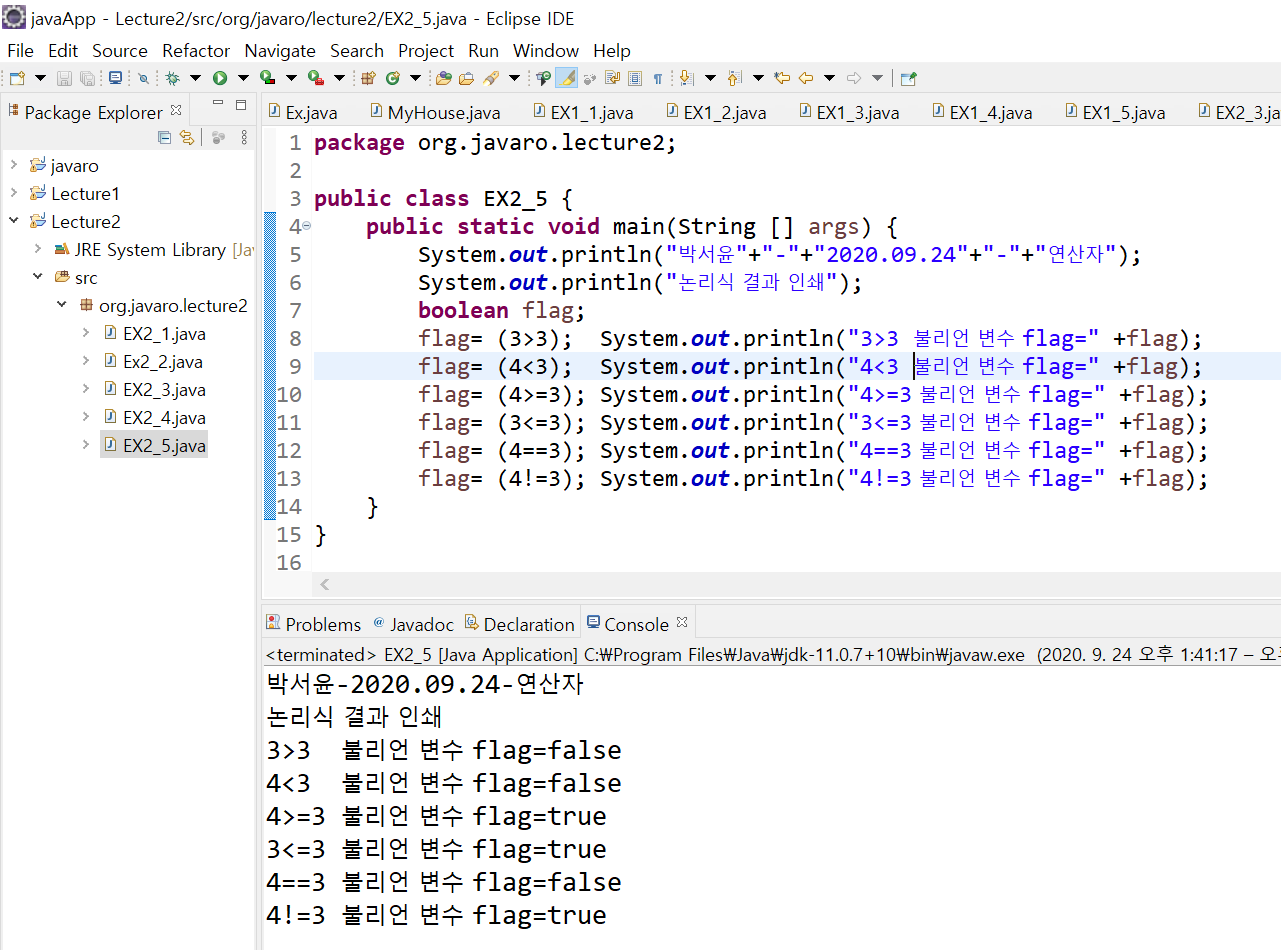 javaApp - Lecture2/src/org/javaro/lecture2/EX2_5.java - Eclipse IDE
File Edit Source Refactor Navigate Search Project Run Window Help
Package Explorer
javaro
Lecture1
Lecture2
JRE System Library [Ja
src
org.javaro.lecture2
EX2_1.java
Ex2_2.java
EX2_3.java
EX2_4.java
EX2_5.java
Ex.java MyHouse.java EX1_1.java EX1_2.java EX1_3.java EX1_4.java EX1_5.java EX2_3.ja
1 package org.javaro.lecture2;
2
3 public class EX2_5 {
4 public static void main(String [] args) {
5 System.out.println("박서윤"+"-"+"2020.09.24"+"-"+"연산자");
6 System.out.println("논리식 결과 인쇄");
7 boolean flag;
8 flag= (3>3);  System.out.println("3>3  불리언 변수 flag=" +flag);
9 flag= (4<3);  System.out.println("4<3  불리언 변수 flag=" +flag);
10 flag= (4>=3); System.out.println("4>=3 불리언 변수 flag=" +flag);
11 flag= (3<=3); System.out.println("3<=3 불리언 변수 flag=" +flag);
12 flag= (4==3); System.out.println("4==3 불리언 변수 flag=" +flag);
13 flag= (4!=3); System.out.println("4!=3 불리언 변수 flag=" +flag);
14 }
15 }
16
Problems @ Javadoc Declaration Console
<terminated> EX2_5 [Java Application] C:₩Program Files₩Java₩jdk-11.0.7+10₩bin₩javaw.exe (2020. 9. 24 오후 1:41:17 – 오후
박서윤-2020.09.24-연산자
논리식 결과 인쇄
3>3  불리언 변수 flag=false
4<3  불리언 변수 flag=false
4>=3 불리언 변수 flag=true
3<=3 불리언 변수 flag=true
4==3 불리언 변수 flag=false
4!=3 불리언 변수 flag=true